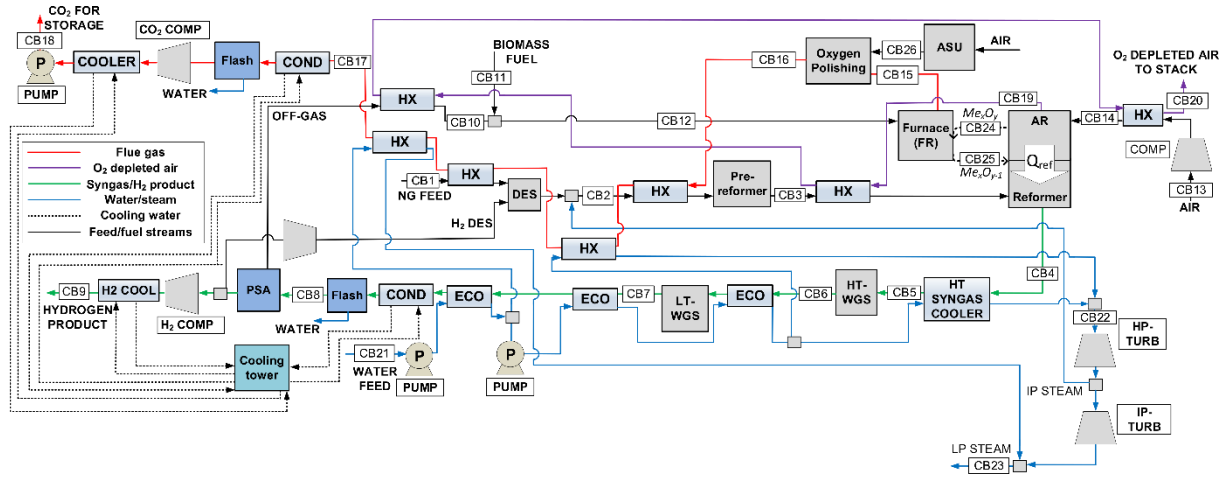 CO₂ FOR
STORAGE
CB18
P
PUMP
COOLER
CO₂ COMP
Flash
WATER
COND
CB17
OFF-GAS
HX
CB10
BIOMASS
FUEL
CB11
CB12
Oxygen
Polishing
CB16
CB15
CB26
ASU
AIR
O₂ DEPLETED AIR
TO STACK
CB20
CB19
HX
CB14
COMP
CB13
AIR
Furnace
(FR)
MeₓOᵧ
CB24
CB25
MeₓOᵧ₋₁
AR
Qref
Reformer
Flue gas
O₂ depleted air
Syngas/H₂ product
Water/steam
Cooling water
Feed/fuel streams
HX
CB1
NG FEED
HX
H₂ DES
DES
CB2
HX
Pre-
reformer
CB3
HX
HX
CB4
CB9
HYDROGEN
PRODUCT
H2 COOL
H₂ COMP
PSA
CB8
Flash
WATER
COND
ECO
ECO
CB7
LT-
WGS
ECO
CB6
HT-
WGS
CB5
HT
SYNGAS
COOLER
CB22
HP-
TURB
Cooling
tower
CB21
WATER
FEED
P
PUMP
P
PUMP
IP STEAM
IP-
TURB
LP STEAM
CB23